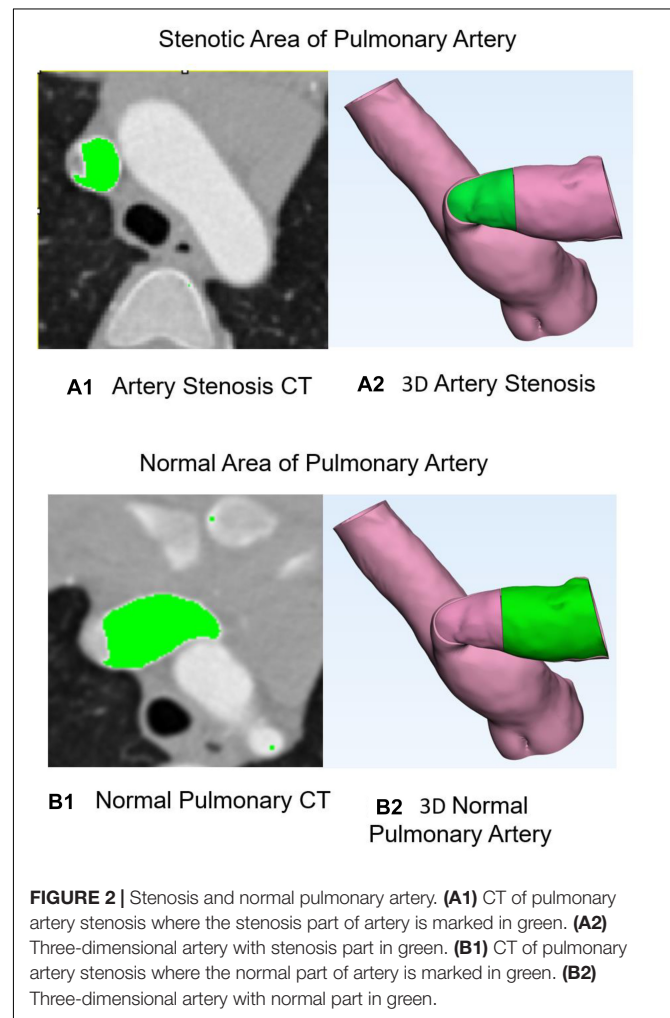 Stenotic Area of Pulmonary Artery
A1 Artery Stenosis CT
A2 3D Artery Stenosis
Normal Area of Pulmonary Artery
B1 Normal Pulmonary CT
B2 3D Normal
Pulmonary Artery
FIGURE 2 | Stenosis and normal pulmonary artery. (A1) CT of pulmonary
artery stenosis where the stenosis part of artery is marked in green. (A2)
Three-dimensional artery with stenosis part in green. (B1) CT of pulmonary
artery stenosis where the normal part of artery is marked in green. (B2)
Three-dimensional artery with normal part in green.